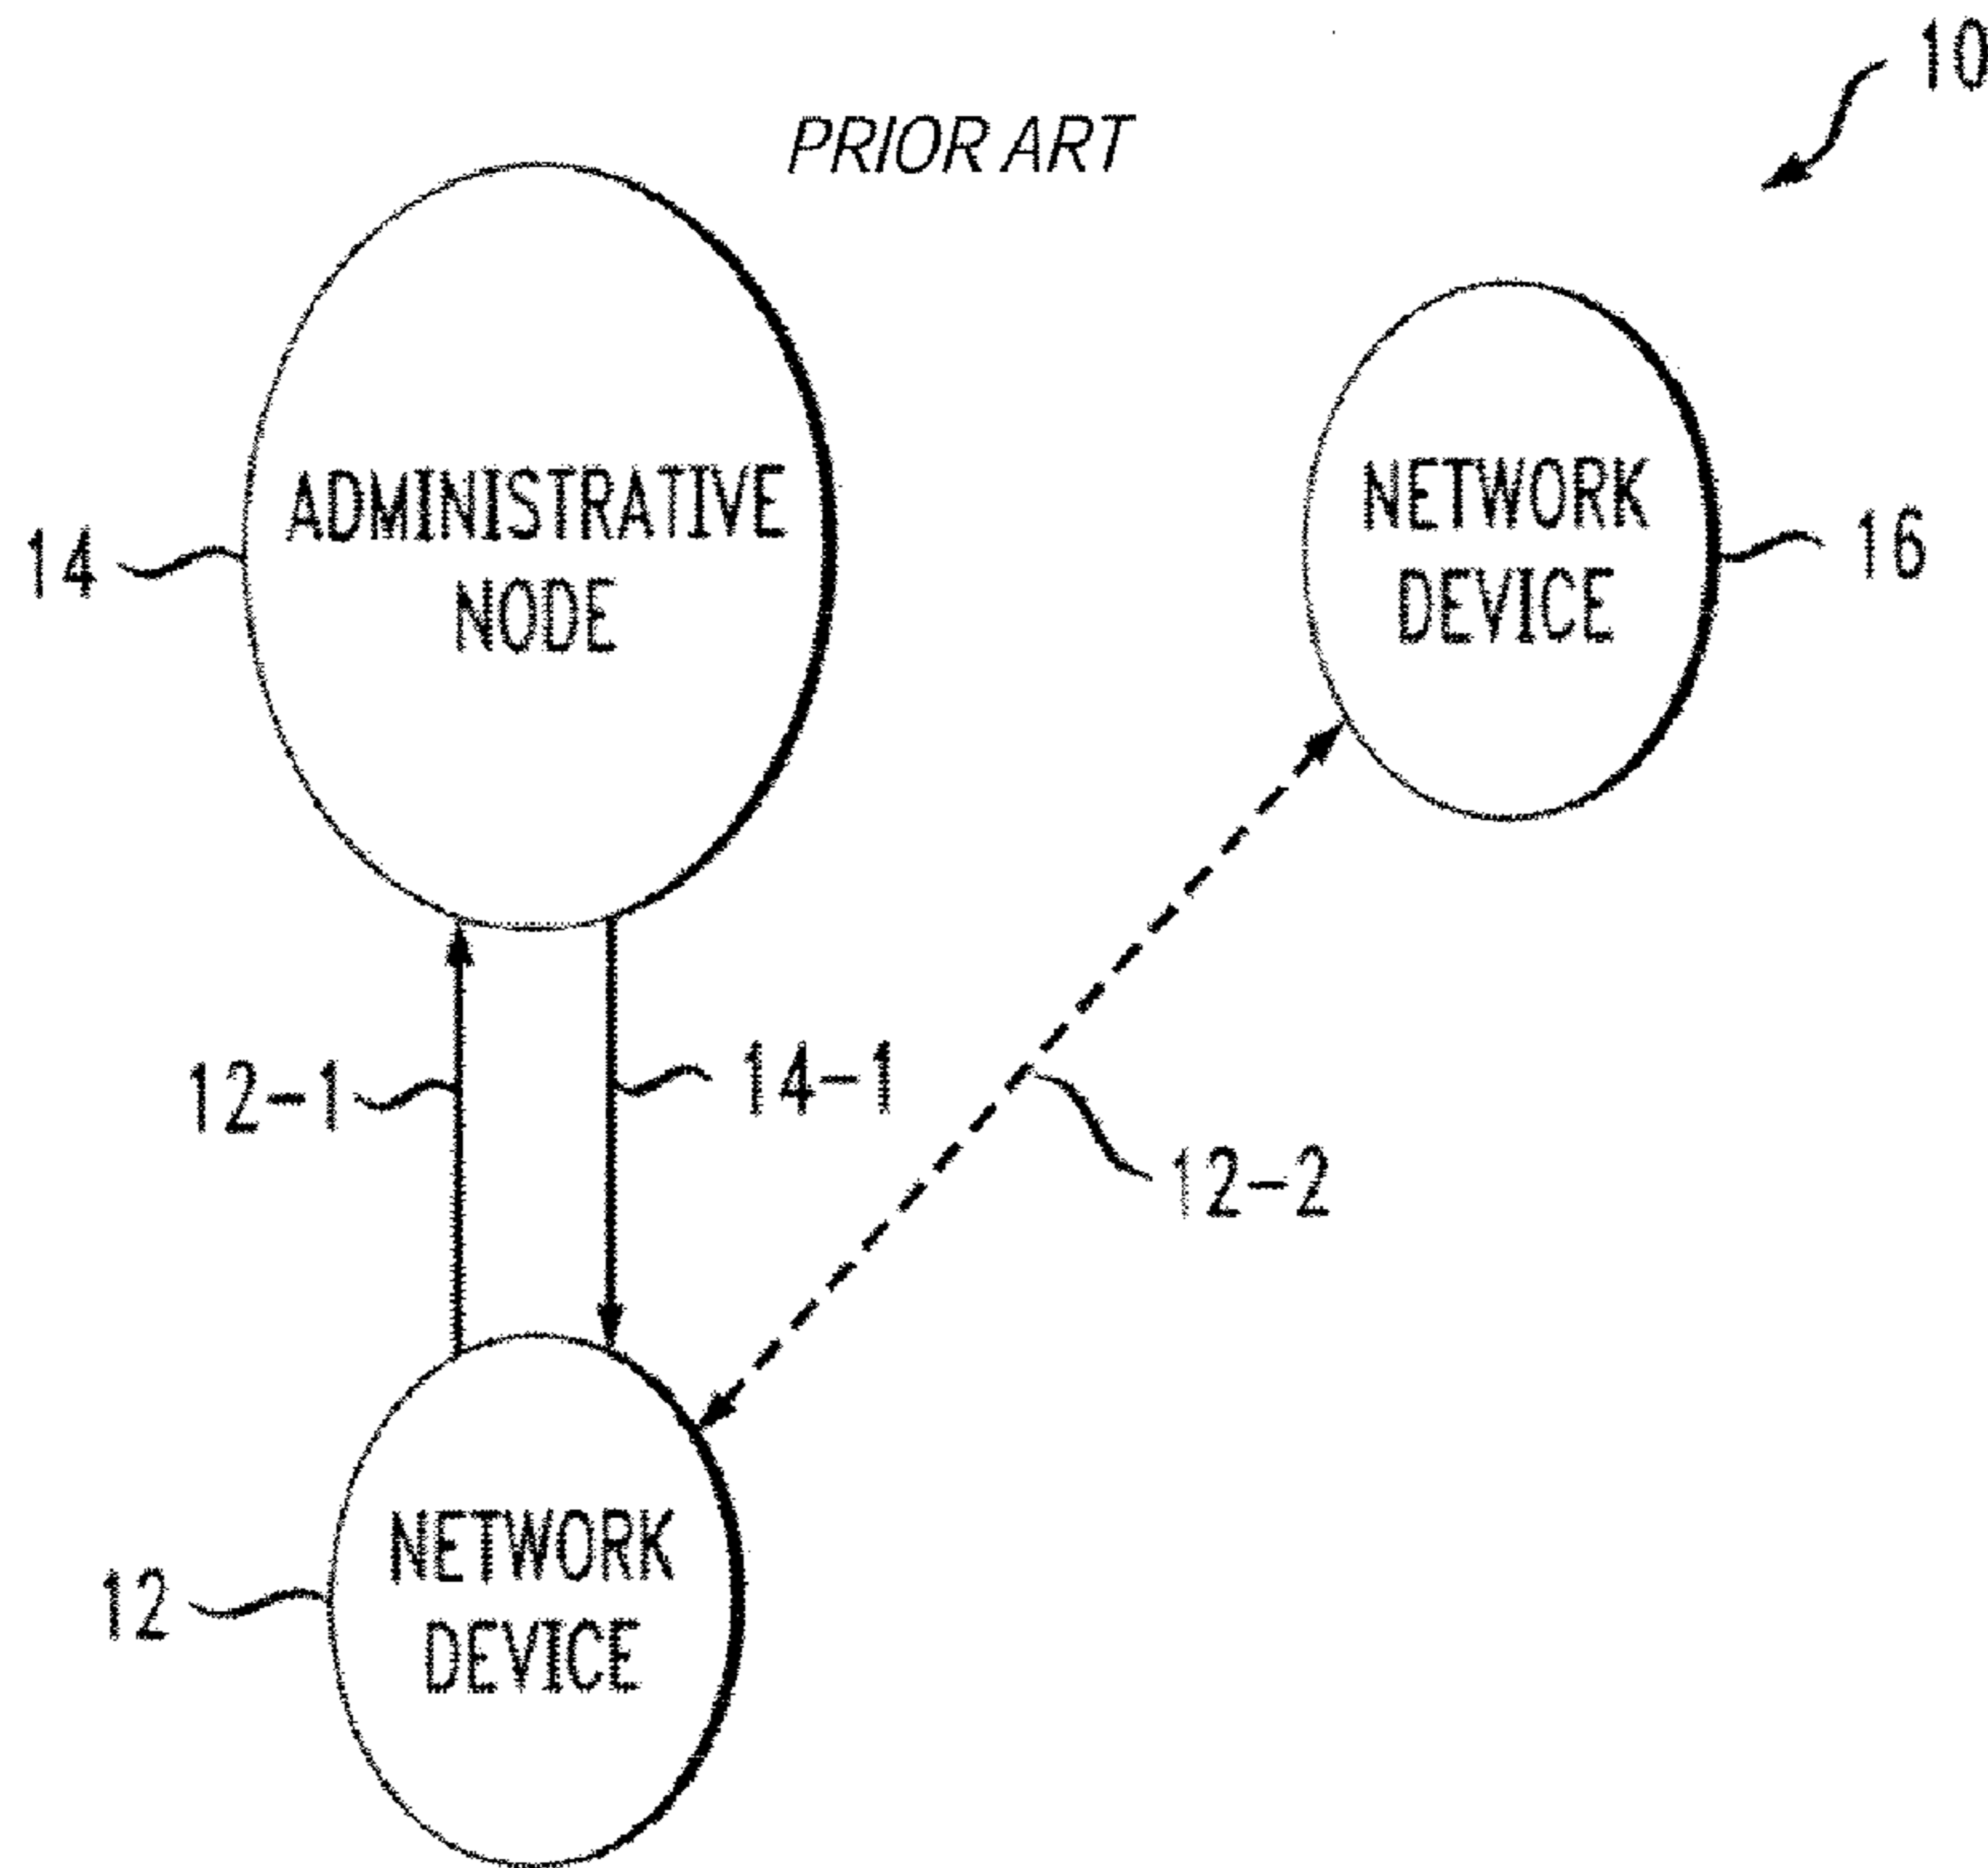 10
PRIOR ART
ADMINISTRATIVE
NODE
14
NETWORK
DEVICE
16
12-1
14-1
12-2
NETWORK
DEVICE
12